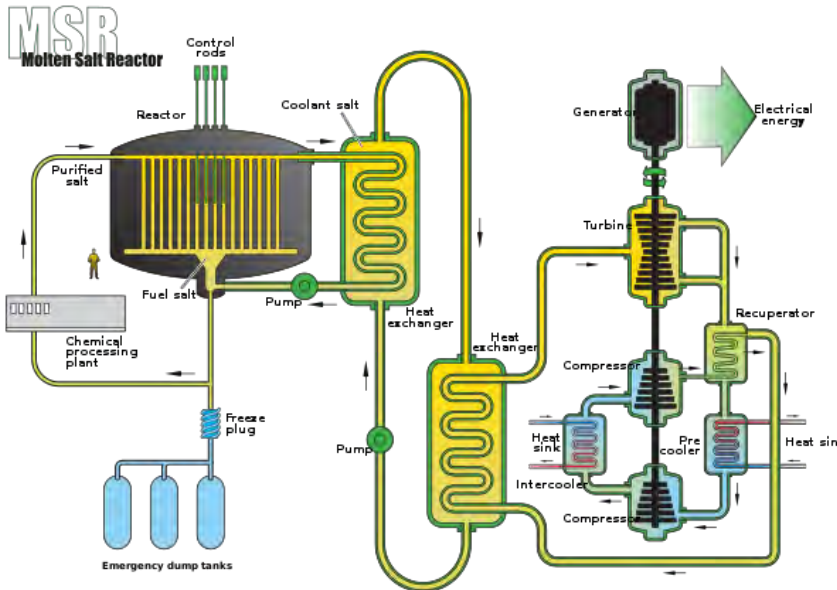 MSR
Molten Salt Reactor
Control
rods
Reactor
Coolant salt
Purified
salt
Fuel salt
Pump
Heat
exchanger
Chemical
processing
plant
Freeze
plug
Emergency dump tanks
Pump
Heat
exchanger
Generator
Electrical
energy
Turbine
Recuperator
Compressor
Heat
sink
Pre
cooler
Heat sin
Intercooler
Compressor